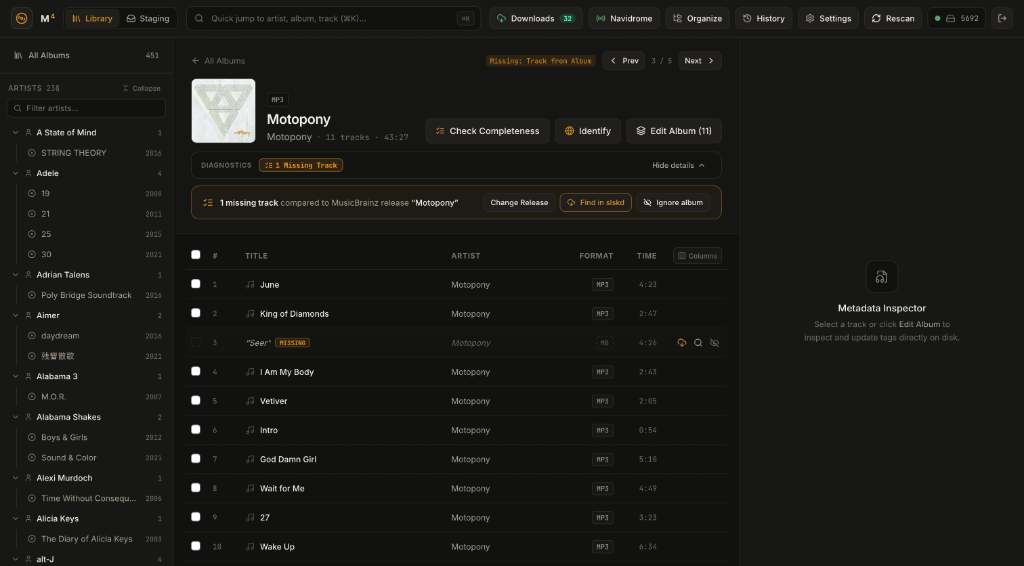 M4
Library
Staging
Quick jump to artist, album, track (⌘K)...
⌘K
Downloads 32
Navidrome
Organize
History
Settings
Rescan
5692
All Albums 451
ARTISTS 238 Collapse
Filter artists...
A State of Mind 1
STRING THEORY 2016
Adele 4
19 2008
21 2011
25 2015
30 2021
Adrian Talens 1
Poly Bridge Soundtrack 2016
Aimer 2
daydream 2016
残響散歌 2021
Alabama 3 1
M.O.R. 2007
Alabama Shakes 2
Boys & Girls 2012
Sound & Color 2021
Alexi Murdoch 1
Time Without Consequ... 2006
Alicia Keys 1
The Diary of Alicia Keys 2003
alt-J 4
All Albums
Missing: Track from Album
Prev
3 / 5
Next
MP3
Motopony
Motopony · 11 tracks · 43:27
Check Completeness
Identify
Edit Album (11)
DIAGNOSTICS
1 Missing Track
Hide details
1 missing track compared to MusicBrainz release "Motopony"
Change Release
Find in slskd
Ignore album
# TITLE ARTIST FORMAT TIME Columns
1 June Motopony MP3 4:23
2 King of Diamonds Motopony MP3 2:47
3 "Seer" MISSING Motopony MB 4:26
4 I Am My Body Motopony MP3 2:43
5 Vetiver Motopony MP3 2:05
6 Intro Motopony MP3 0:54
7 God Damn Girl Motopony MP3 5:10
8 Wait for Me Motopony MP3 4:49
9 27 Motopony MP3 3:23
10 Wake Up Motopony MP3 6:34
Metadata Inspector
Select a track or click Edit Album to
inspect and update tags directly on disk.